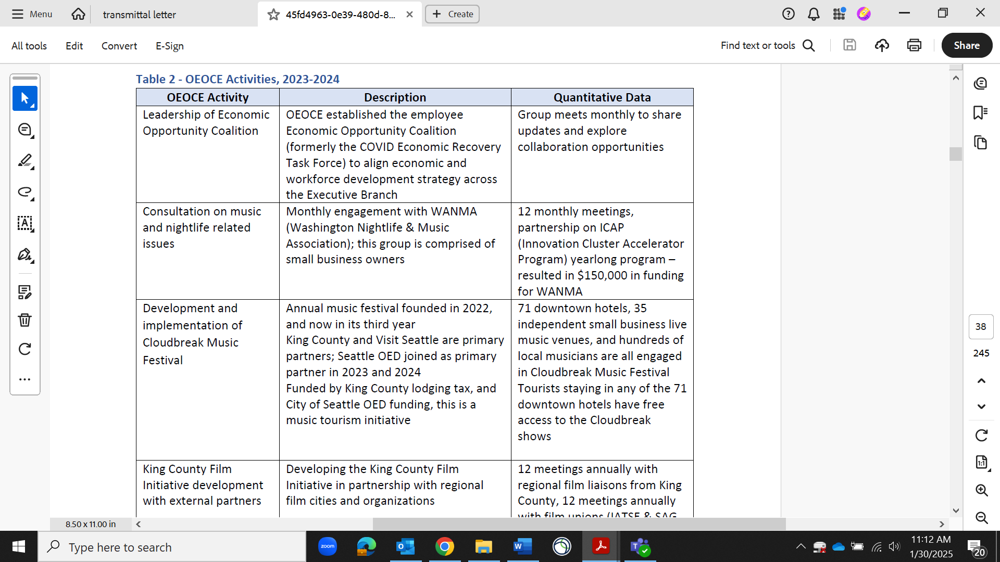 Menu
transmittal letter
45fd4963-0e39-480d-8...
Create
All tools
Edit
Convert
E-Sign
Find text or tools
Share
Table 2 - OEOCE Activities, 2023-2024
OEOCE Activity
Description
Quantitative Data
Leadership of Economic
Opportunity Coalition
OEOCE established the employee
Economic Opportunity Coalition
(formerly the COVID Economic Recovery
Task Force) to align economic and
workforce development strategy across
the Executive Branch
Group meets monthly to share
updates and explore
collaboration opportunities
Consultation on music
and nightlife related
issues
Monthly engagement with WANMA
(Washington Nightlife & Music
Association); this group is comprised of
small business owners
12 monthly meetings,
partnership on ICAP
(Innovation Cluster Accelerator
Program) yearlong program –
resulted in $150,000 in funding
for WANMA
Development and
implementation of
Cloudbreak Music
Festival
Annual music festival founded in 2022,
and now in its third year
King County and Visit Seattle are primary
partners; Seattle OED joined as primary
partner in 2023 and 2024
Funded by King County lodging tax, and
City of Seattle OED funding, this is a
music tourism initiative
71 downtown hotels, 35
independent small business live
music venues, and hundreds of
local musicians are all engaged
in Cloudbreak Music Festival
Tourists staying in any of the 71
downtown hotels have free
access to the Cloudbreak
shows
King County Film
Initiative development
with external partners
Developing the King County Film
Initiative in partnership with regional
film cities and organizations
12 meetings annually with
regional film liaisons from King
County, 12 meetings annually
with film unions (IATSE & SAG
38
245
8.50 x 11.00 in
Type here to search
zoom
11:12 AM
1/30/2025
20